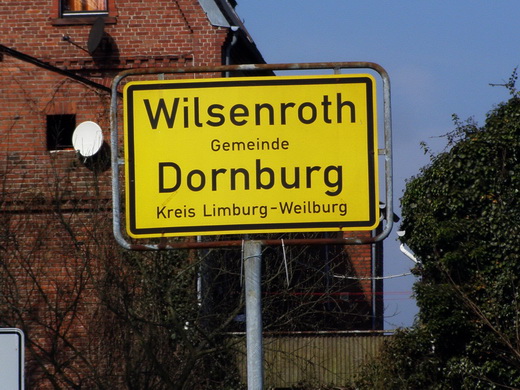 Wilsenroth
Gemeinde
Dornburg
Kreis Limburg-Weilburg